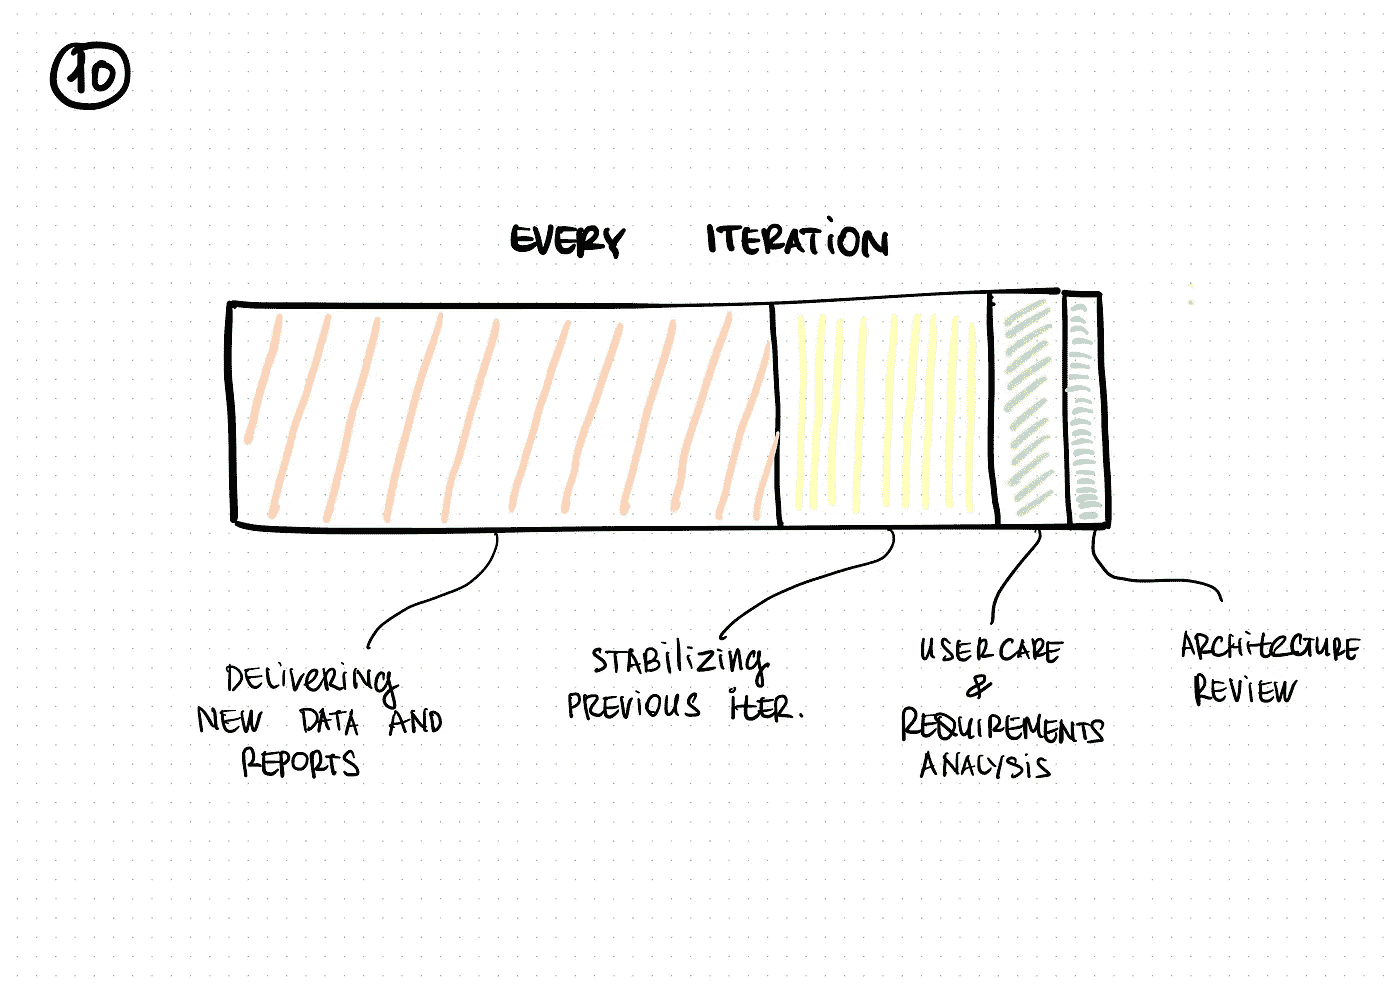 10
EVERY ITERATION
DELiVERiNg
NEW DATA AND
REPORTS
STABiliziNg
PREViOUS iTER.
USER CARE
&
REQUIREMENTS
ANALYSiS
ARCHiTECTURE
REViEW